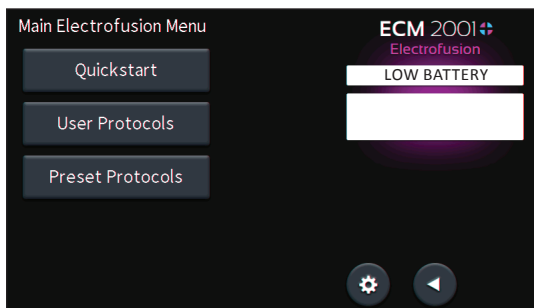 Main Electrofusion Menu
Quickstart
User Protocols
Preset Protocols
ECM 2001
Electrofusion
LOW BATTERY